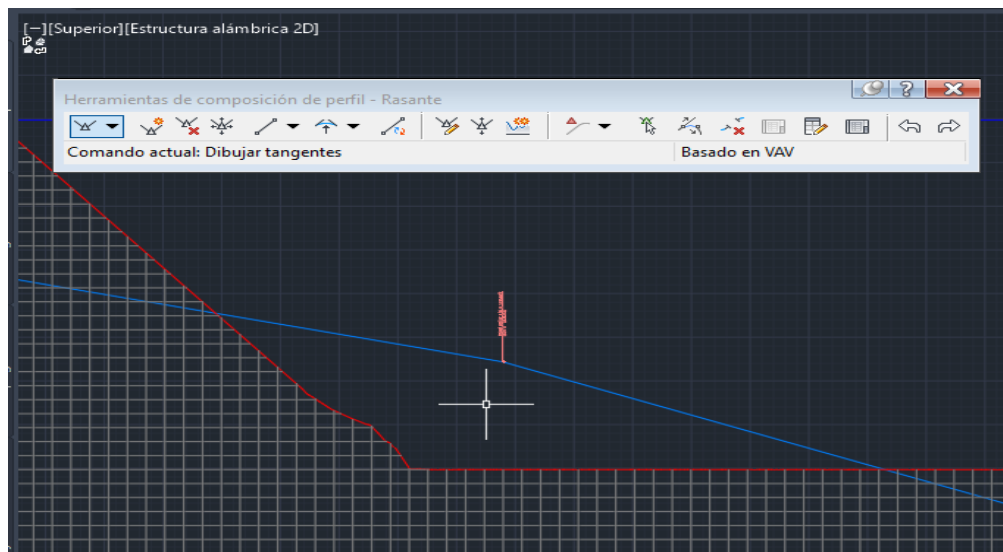 [−][Superior][Estructura alámbrica 2D]
Herramientas de composición de perfil - Rasante
Comando actual: Dibujar tangentes
Basado en VAV